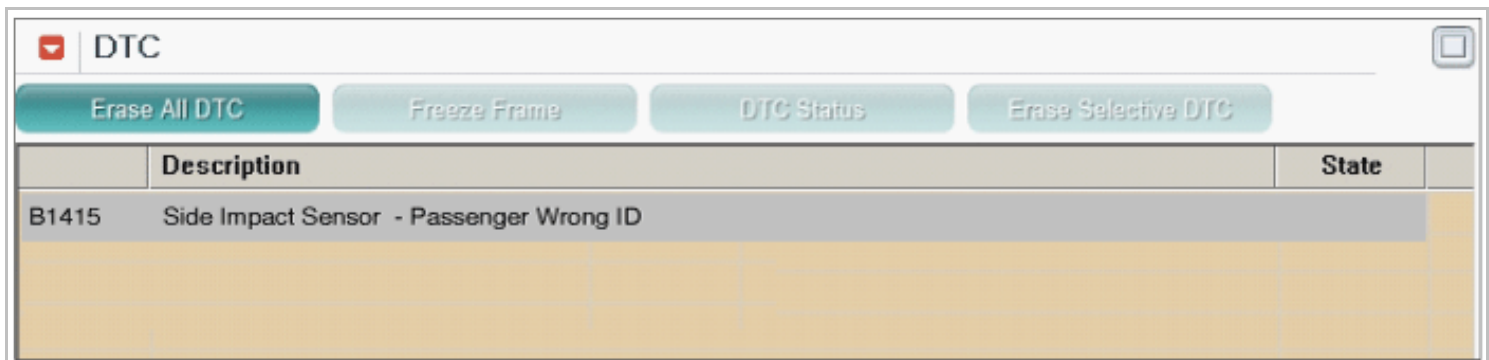 DTC
Erase All DTC Freeze Frame DTC Status Erase Selective DTC
Description State
B1415 Side Impact Sensor - Passenger Wrong ID